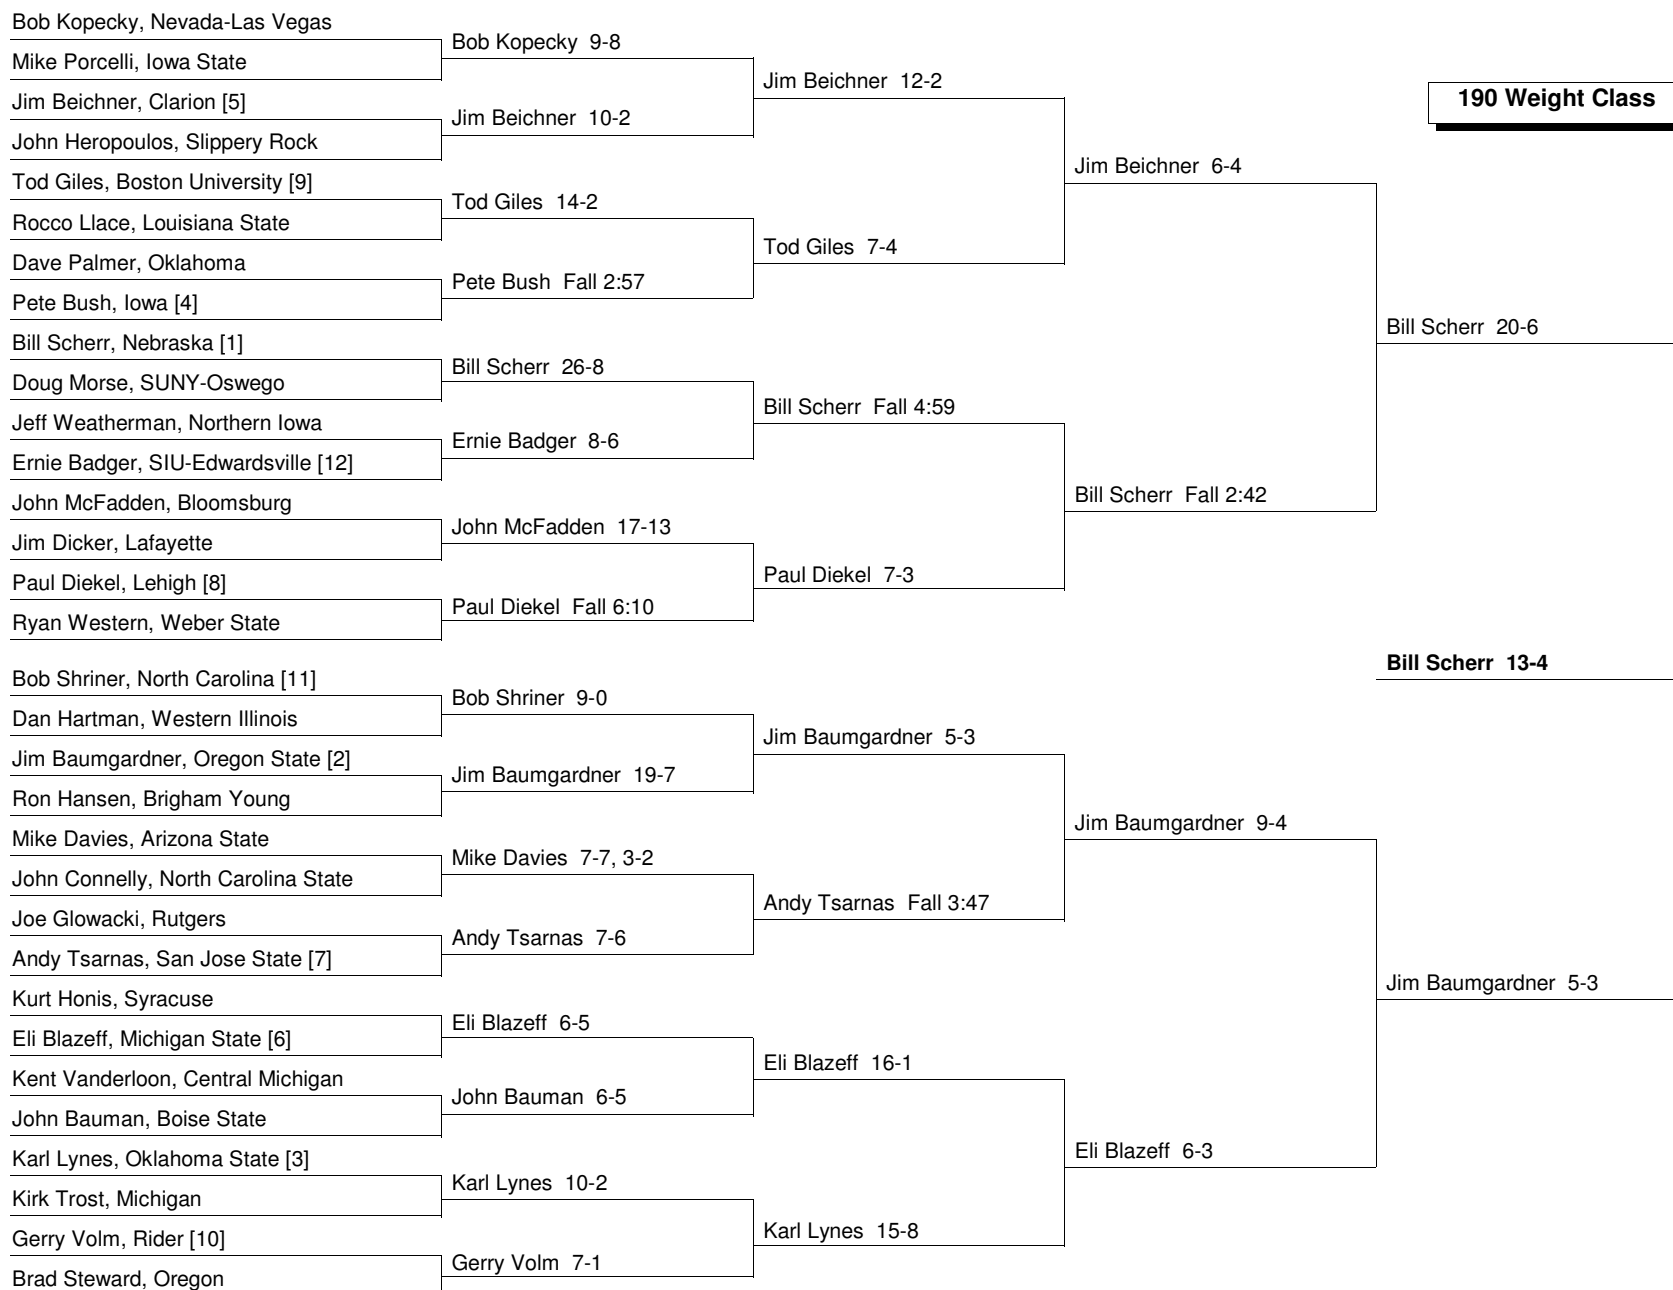 190 Weight Class
Bob Kopecky, Nevada-Las Vegas
Mike Porcelli, Iowa State
Jim Beichner, Clarion [5]
John Heropoulos, Slippery Rock
Tod Giles, Boston University [9]
Rocco Llace, Louisiana State
Dave Palmer, Oklahoma
Pete Bush, Iowa [4]
Bill Scherr, Nebraska [1]
Doug Morse, SUNY-Oswego
Jeff Weatherman, Northern Iowa
Ernie Badger, SIU-Edwardsville [12]
John McFadden, Bloomsburg
Jim Dicker, Lafayette
Paul Diekel, Lehigh [8]
Ryan Western, Weber State
Bob Shriner, North Carolina [11]
Dan Hartman, Western Illinois
Jim Baumgardner, Oregon State [2]
Ron Hansen, Brigham Young
Mike Davies, Arizona State
John Connelly, North Carolina State
Joe Glowacki, Rutgers
Andy Tsarnas, San Jose State [7]
Kurt Honis, Syracuse
Eli Blazeff, Michigan State [6]
Kent Vanderloon, Central Michigan
John Bauman, Boise State
Karl Lynes, Oklahoma State [3]
Kirk Trost, Michigan
Gerry Volm, Rider [10]
Brad Steward, Oregon
Bob Kopecky 9-8
Jim Beichner 10-2
Tod Giles 14-2
Pete Bush Fall 2:57
Bill Scherr 26-8
Ernie Badger 8-6
John McFadden 17-13
Paul Diekel Fall 6:10
Bob Shriner 9-0
Jim Baumgardner 19-7
Mike Davies 7-7, 3-2
Andy Tsarnas 7-6
Eli Blazeff 6-5
John Bauman 6-5
Karl Lynes 10-2
Gerry Volm 7-1
Jim Beichner 12-2
Tod Giles 7-4
Bill Scherr Fall 4:59
Paul Diekel 7-3
Jim Baumgardner 5-3
Andy Tsarnas Fall 3:47
Eli Blazeff 16-1
Karl Lynes 15-8
Jim Beichner 6-4
Bill Scherr Fall 2:42
Jim Baumgardner 9-4
Eli Blazeff 6-3
Bill Scherr 20-6
Jim Baumgardner 5-3
Bill Scherr 13-4